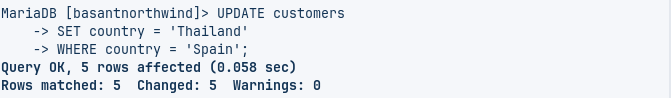 MariaDB [basantnorthwind]> UPDATE customers
    -> SET country = 'Thailand'
    -> WHERE country = 'Spain';
Query OK, 5 rows affected (0.058 sec)
Rows matched: 5  Changed: 5  Warnings: 0